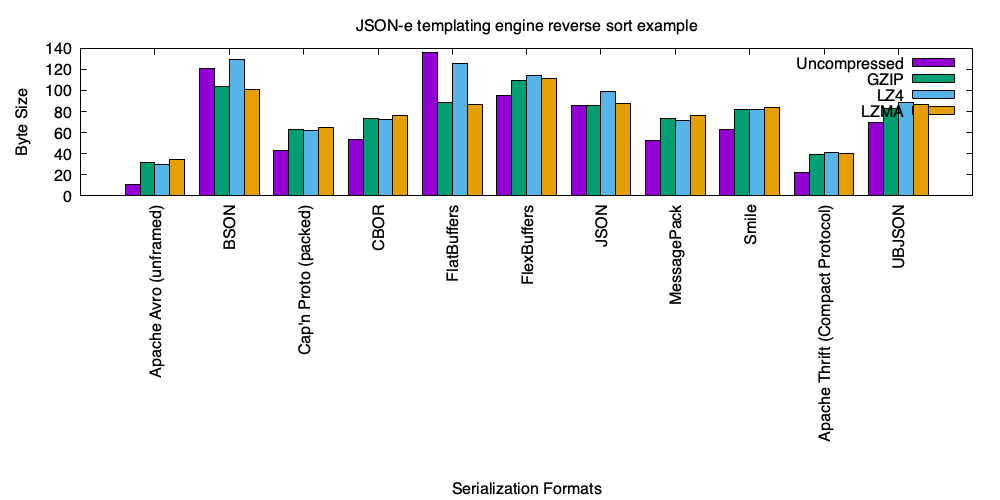 JSON-e templating engine reverse sort example
Byte Size
140
120
100
80
60
40
20
0
Uncompressed
GZIP
LZ4
LZMA
Apache Avro (unframed)
BSON
Cap'n Proto (packed)
CBOR
FlatBuffers
FlexBuffers
JSON
MessagePack
Smile
Apache Thrift (Compact Protocol)
UBJSON
Serialization Formats